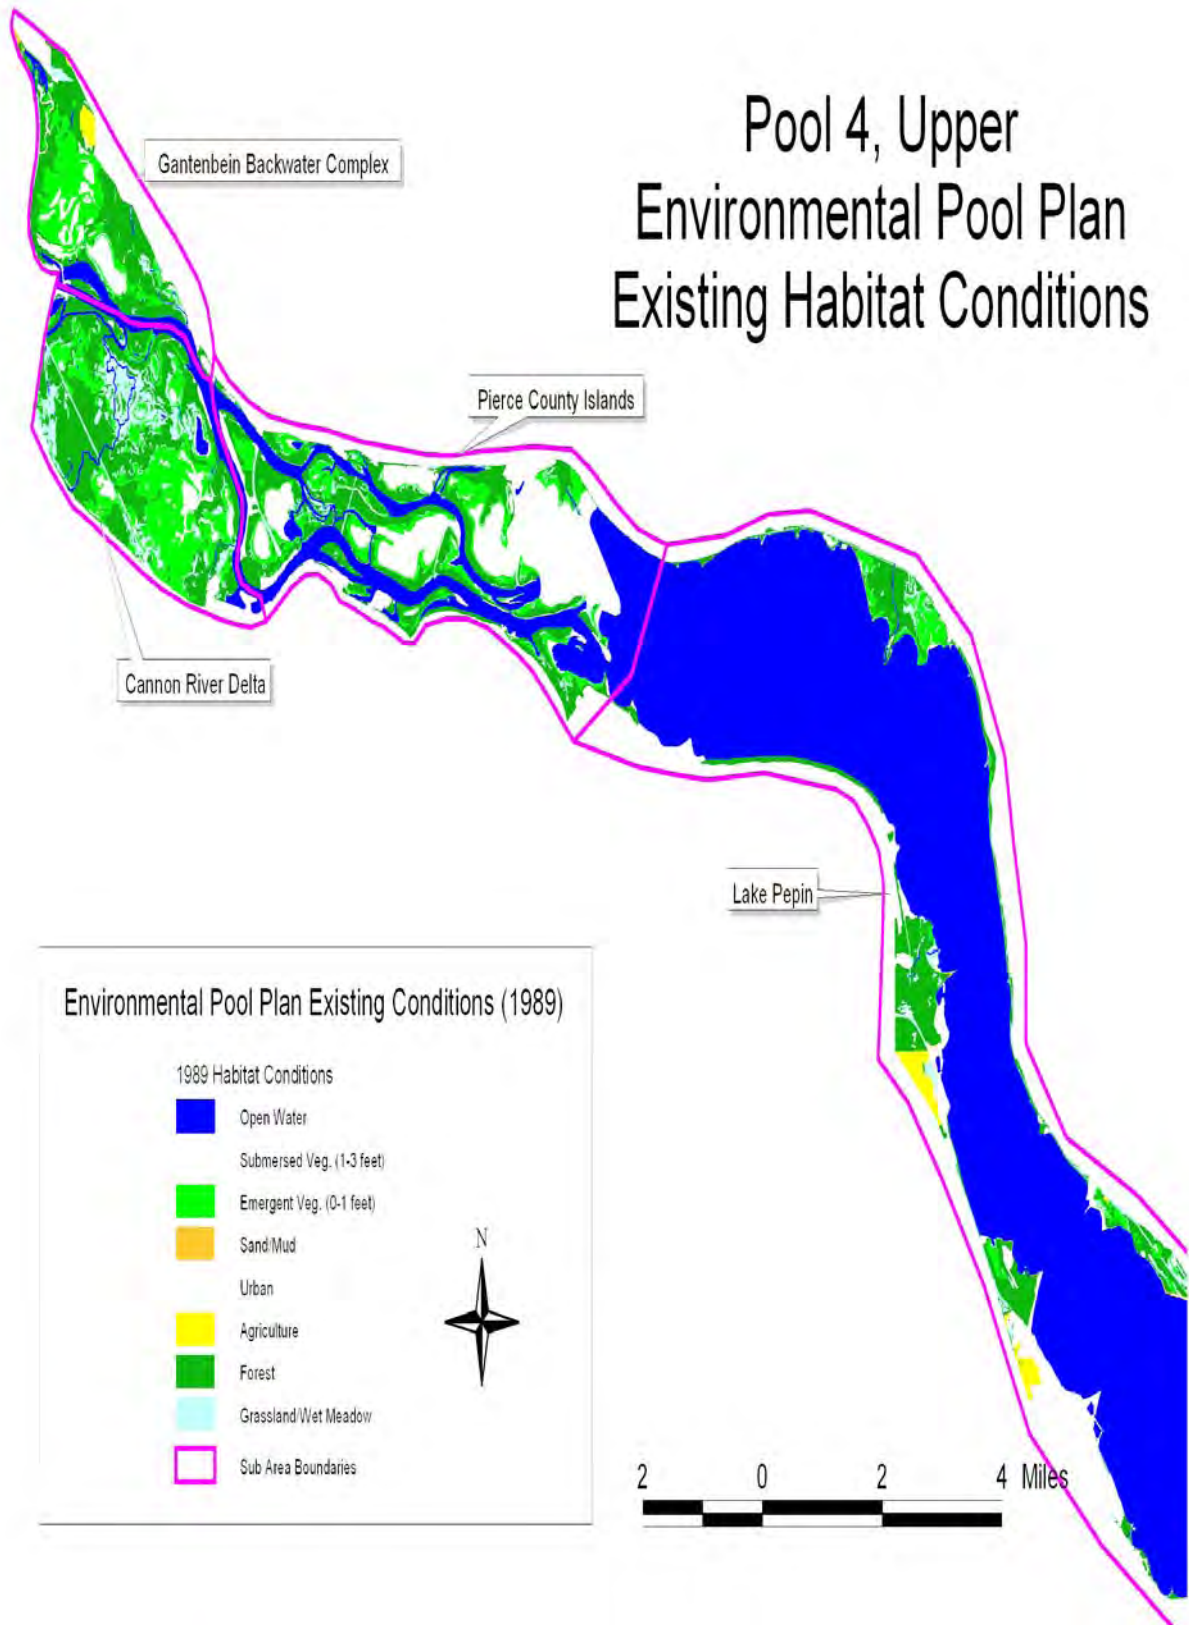 Pool 4, Upper
Environmental Pool Plan
Existing Habitat Conditions
Gantenbein Backwater Complex
Pierce County Islands
Cannon River Delta
Lake Pepin
Environmental Pool Plan Existing Conditions (1989)
1989 Habitat Conditions
Open Water
Submersed Veg. (1-3 feet)
Emergent Veg. (0-1 feet)
Sand/Mud
Urban
Agriculture
Forest
Grassland/Wet Meadow
Sub Area Boundaries
N
2 0 2 4 Miles